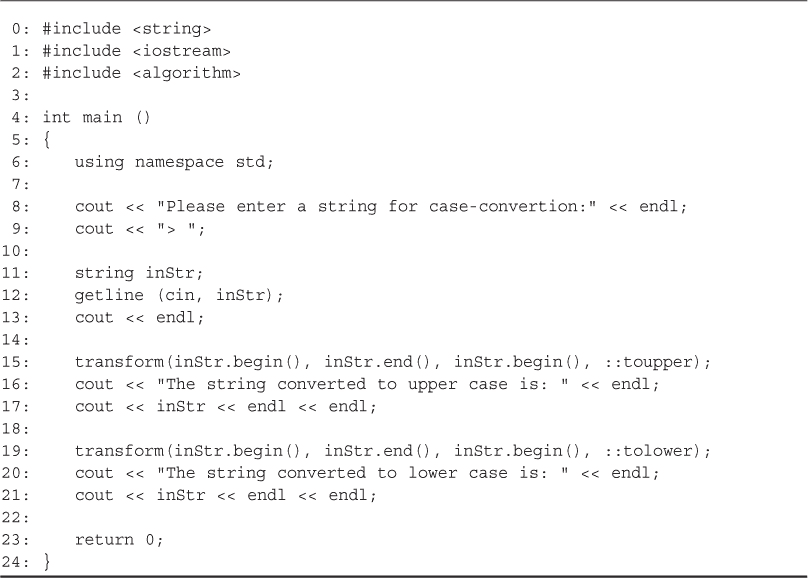 0: #include <string>
1: #include <iostream>
2: #include <algorithm>
3:
4: int main ()
5: {
6:    using namespace std;
7:
8:    cout << "Please enter a string for case-convertion:" << endl;
9:    cout << "> ";
10:
11:    string inStr;
12:    getline (cin, inStr);
13:    cout << endl;
14:
15:    transform(inStr.begin(), inStr.end(), inStr.begin(), ::toupper);
16:    cout << "The string converted to upper case is: " << endl;
17:    cout << inStr << endl << endl;
18:
19:    transform(inStr.begin(), inStr.end(), inStr.begin(), ::tolower);
20:    cout << "The string converted to lower case is: " << endl;
21:    cout << inStr << endl << endl;
22:
23:    return 0;
24: }